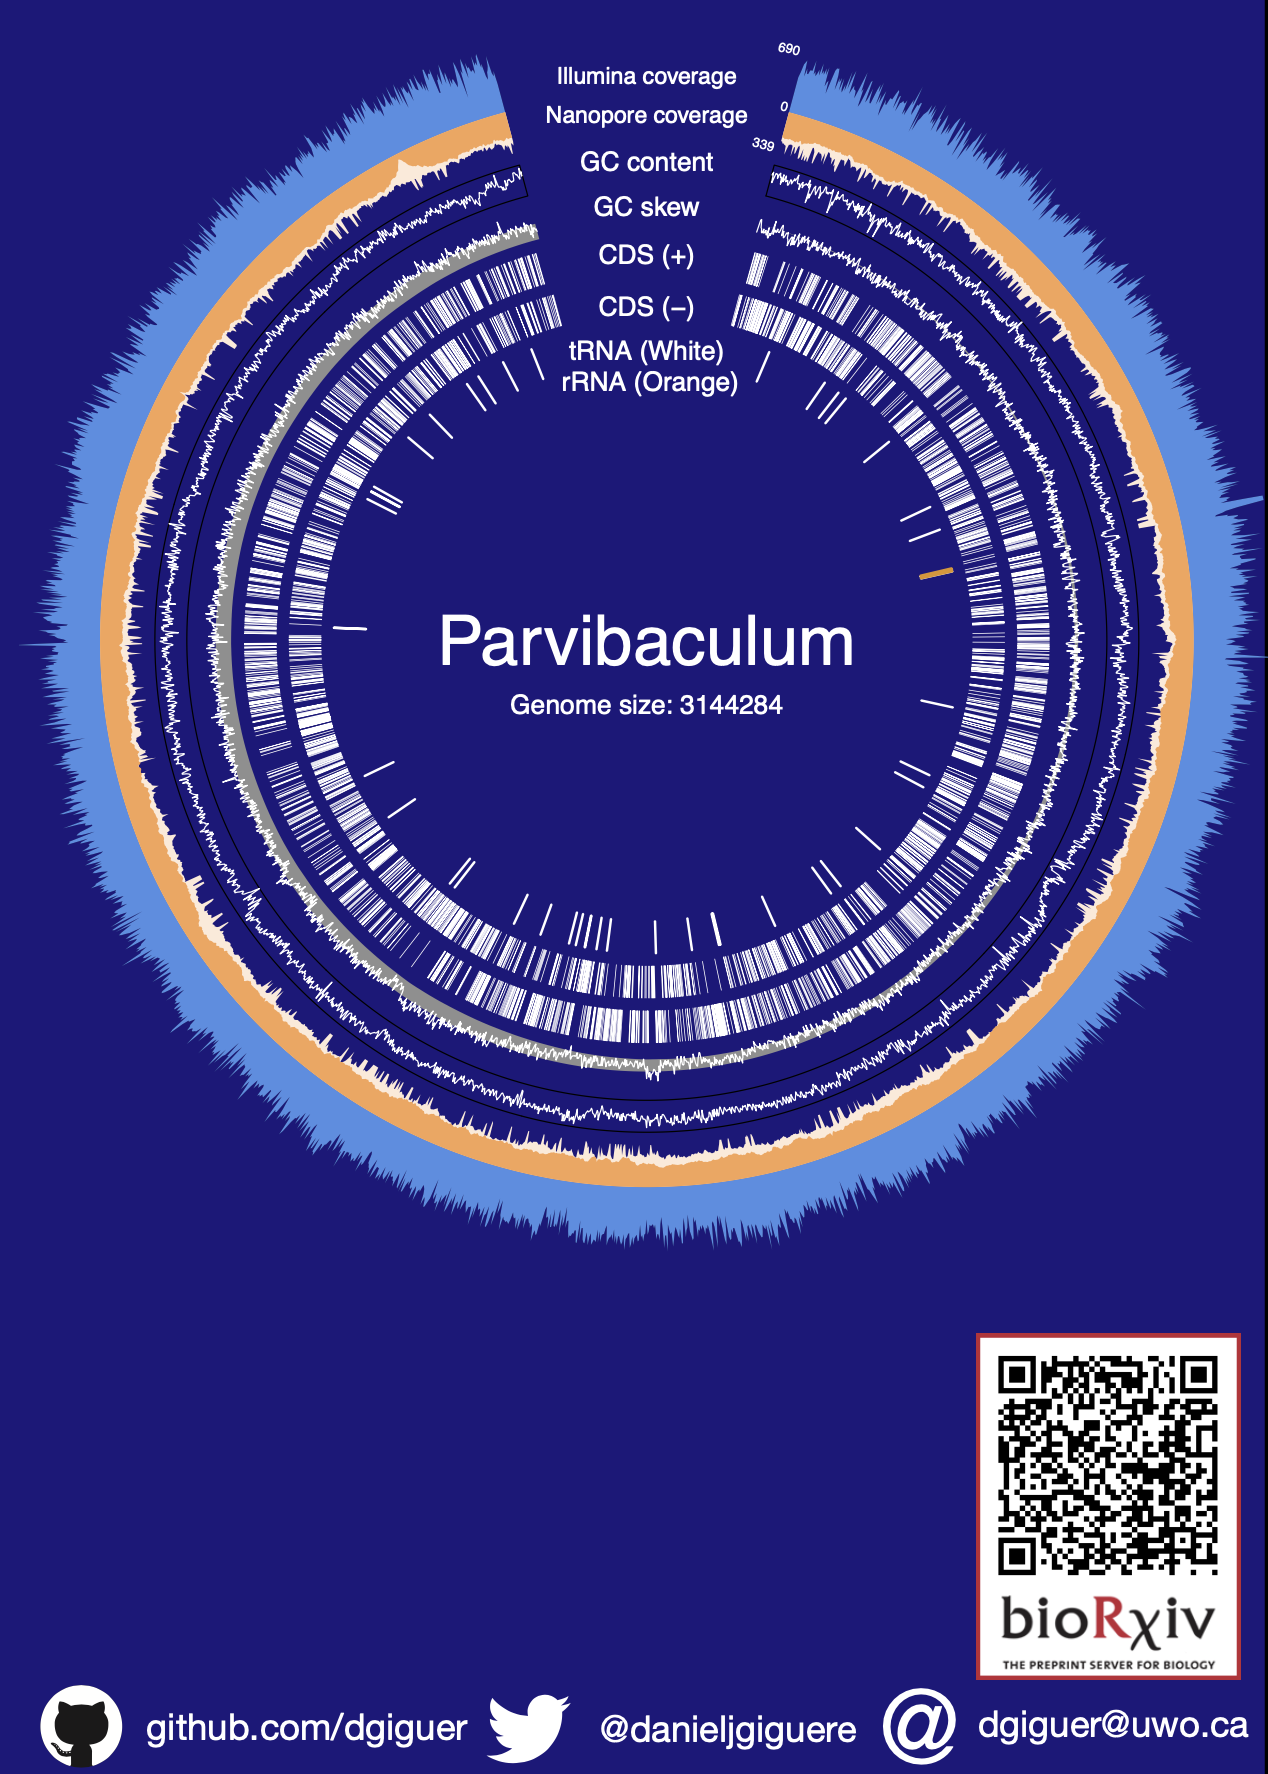 690
Illumina coverage
0
Nanopore coverage
339
GC content
GC skew
CDS (+)
CDS (−)
tRNA (White)
rRNA (Orange)
Parvibaculum
Genome size: 3144284
bioRχiv
THE PREPRINT SERVER FOR BIOLOGY
github.com/dgiguer
@danieljgiguere
@
dgiguer@uwo.ca